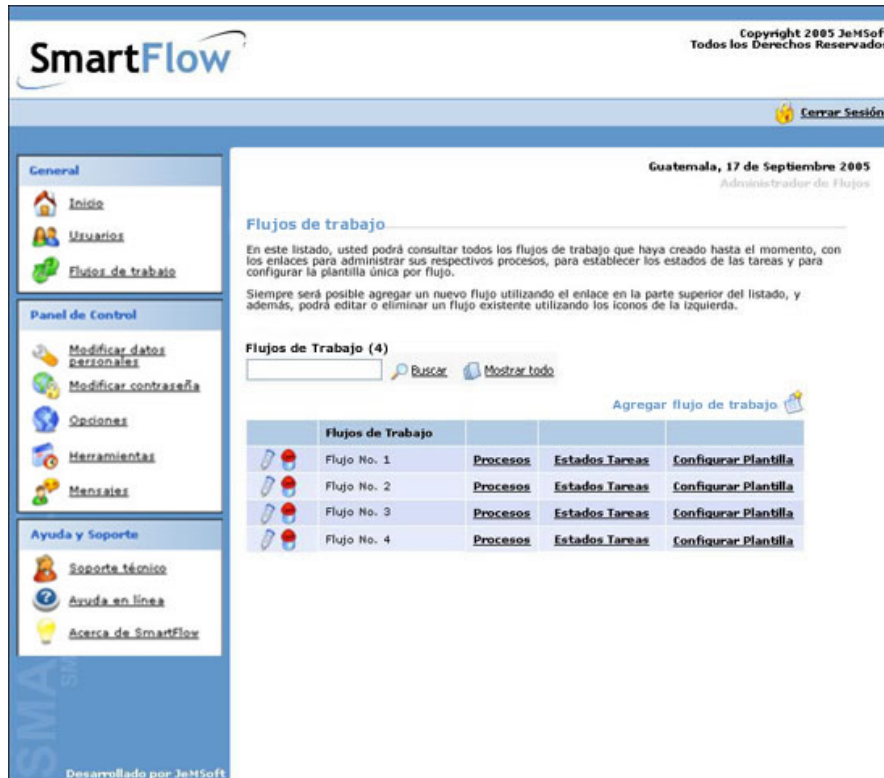 SmartFlow
Copyright 2005 JeMSoft
Todos los Derechos Reservados
Cerrar Sesión
General
Inicio
Usuarios
Flujos de trabajo
Panel de Control
Modificar datos
personales
Modificar contraseña
Opciones
Herramientas
Mensajes
Ayuda y Soporte
Soporte técnico
Ayuda en línea
Acerca de SmartFlow
SMA
SM
Desarrollado por JeMSoft
Guatemala, 17 de Septiembre 2005
Administrador de Flujos
Flujos de trabajo
En este listado, usted podrá consultar todos los flujos de trabajo que haya creado hasta el momento, con
los enlaces para administrar sus respectivos procesos, para establecer los estados de las tareas y para
configurar la plantilla única por flujo.
Siempre será posible agregar un nuevo flujo utilizando el enlace en la parte superior del listado, y
además, podrá editar o eliminar un flujo existente utilizando los iconos de la izquierda.
Flujos de Trabajo (4)
Buscar Mostrar todo
Agregar flujo de trabajo
Flujos de Trabajo
Flujo No. 1 Procesos Estados Tareas Configurar Plantilla
Flujo No. 2 Procesos Estados Tareas Configurar Plantilla
Flujo No. 3 Procesos Estados Tareas Configurar Plantilla
Flujo No. 4 Procesos Estados Tareas Configurar Plantilla